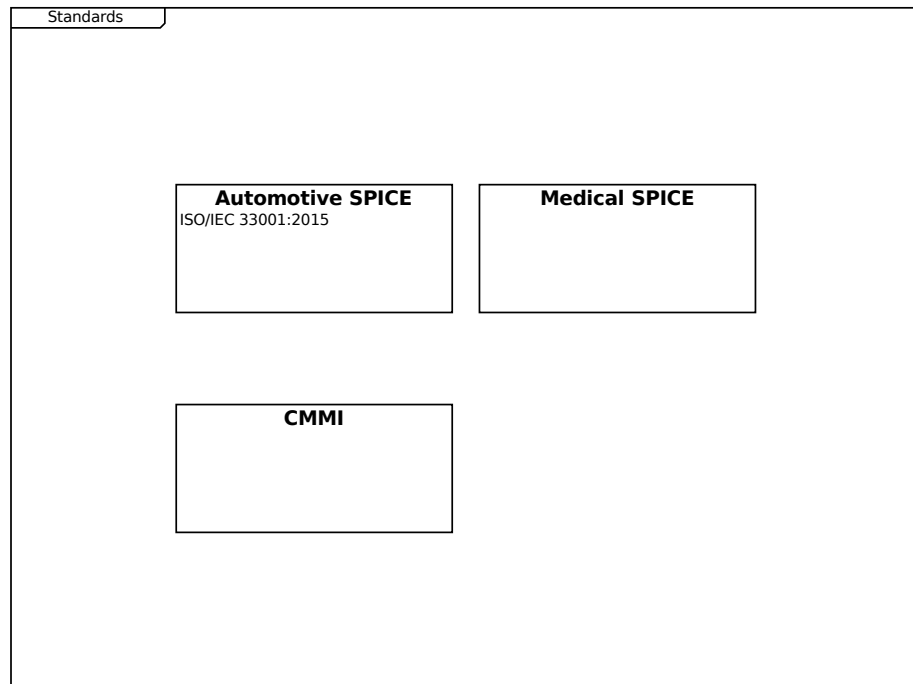 Standards
Automotive SPICE
ISO/IEC 33001:2015
Medical SPICE
CMMI